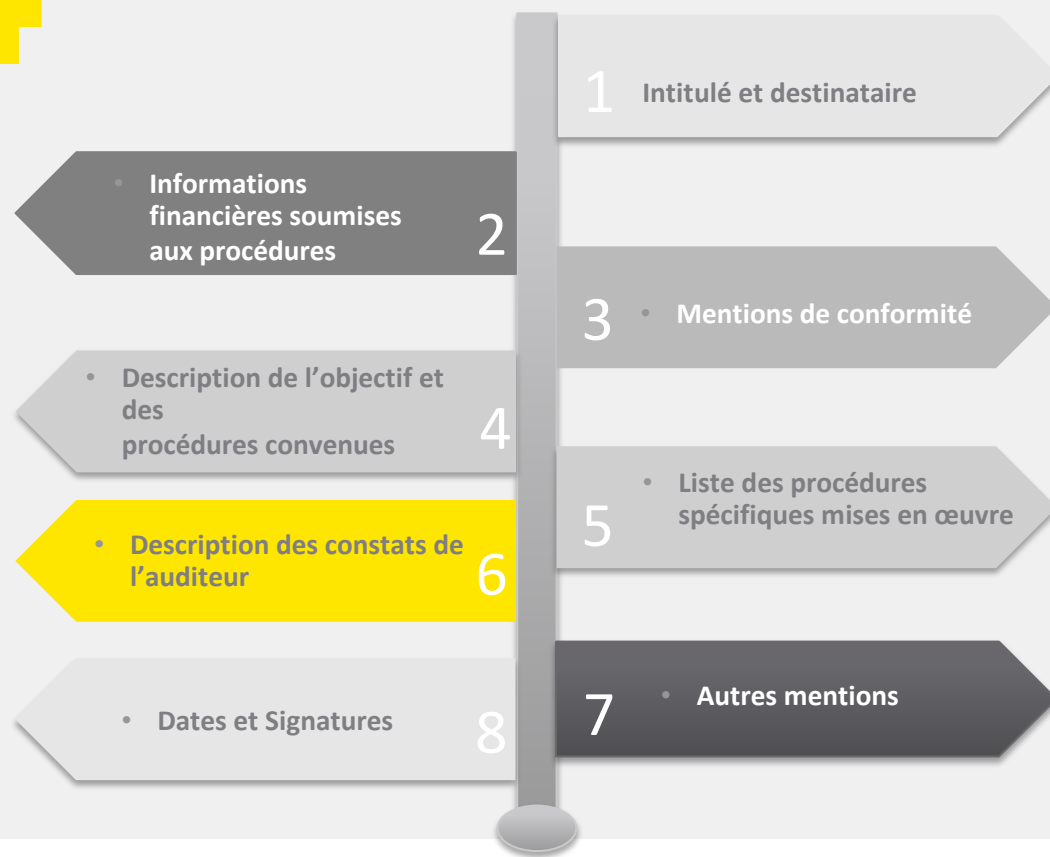 1 Intitulé et destinataire
• Informations
financières soumises
aux procédures
2
3 • Mentions de conformité
• Description de l’objectif et
des
procédures convenues
4
5 • Liste des procédures
spécifiques mises en œuvre
• Description des constats de
l’auditeur
6
7 • Autres mentions
• Dates et Signatures 8